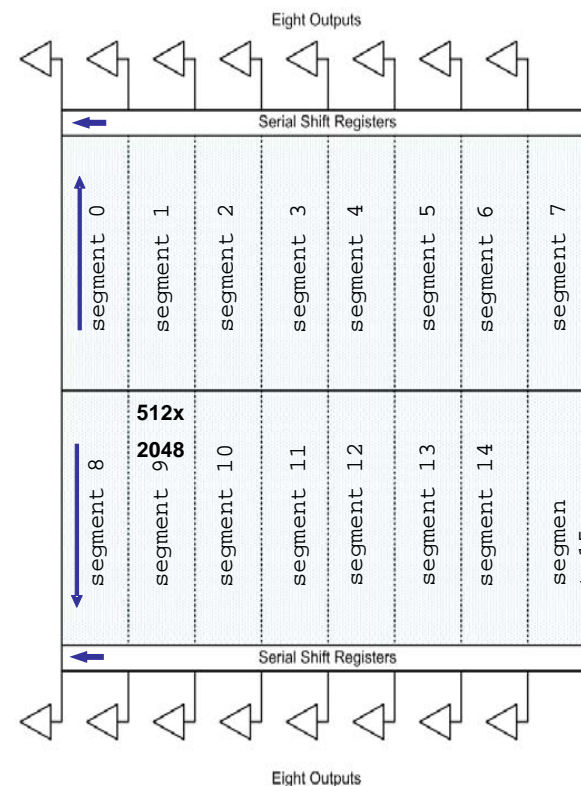 Eight Outputs
Serial Shift Registers
segment 0
segment 1
segment 2
segment 3
segment 4
segment 5
segment 6
segment 7
512x
2048
segment 8
segment 9
segment 10
segment 11
segment 12
segment 13
segment 14
segmen
Serial Shift Registers
Eight Outputs